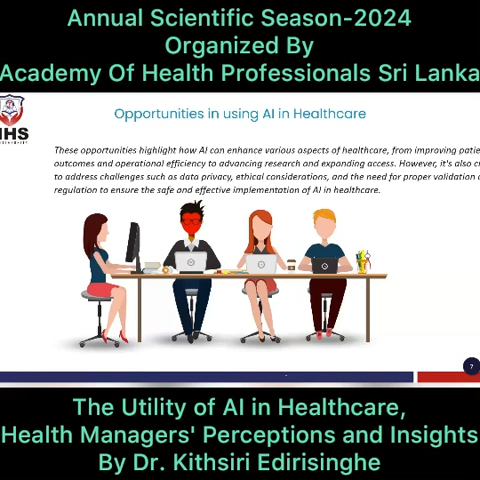 Annual Scientific Season-2024
Organized By
Academy Of Health Professionals Sri Lanka
Opportunities in using AI in Healthcare
These opportunities highlight how AI can enhance various aspects of healthcare, from improving patie
outcomes and operational efficiency to advancing research and expanding access. However, it's also c
to address challenges such as data privacy, ethical considerations, and the need for proper validation
regulation to ensure the safe and effective implementation of AI in healthcare.
7
The Utility of AI in Healthcare,
Health Managers' Perceptions and Insights
By Dr. Kithsiri Edirisinghe